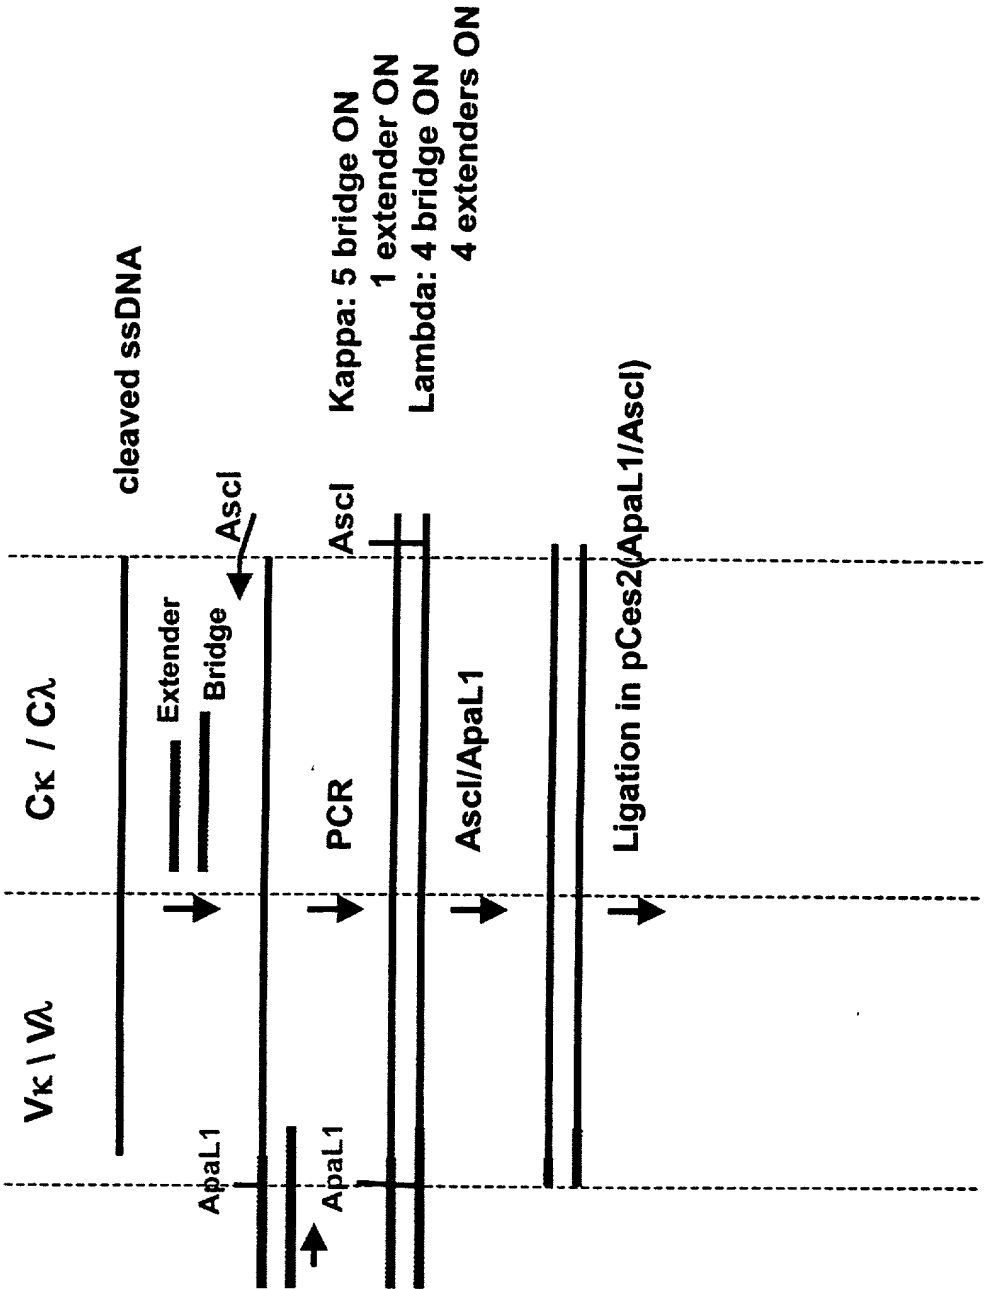 Vκ \ Vλ
Cκ / Cλ
cleaved ssDNA
Extender
Bridge
AscI
ApaL1
PCR
ApaL1
AscI
Kappa: 5 bridge ON
1 extender ON
Lambda: 4 bridge ON
4 extenders ON
AscI/ApaL1
Ligation in pCes2(ApaL1/AscI)